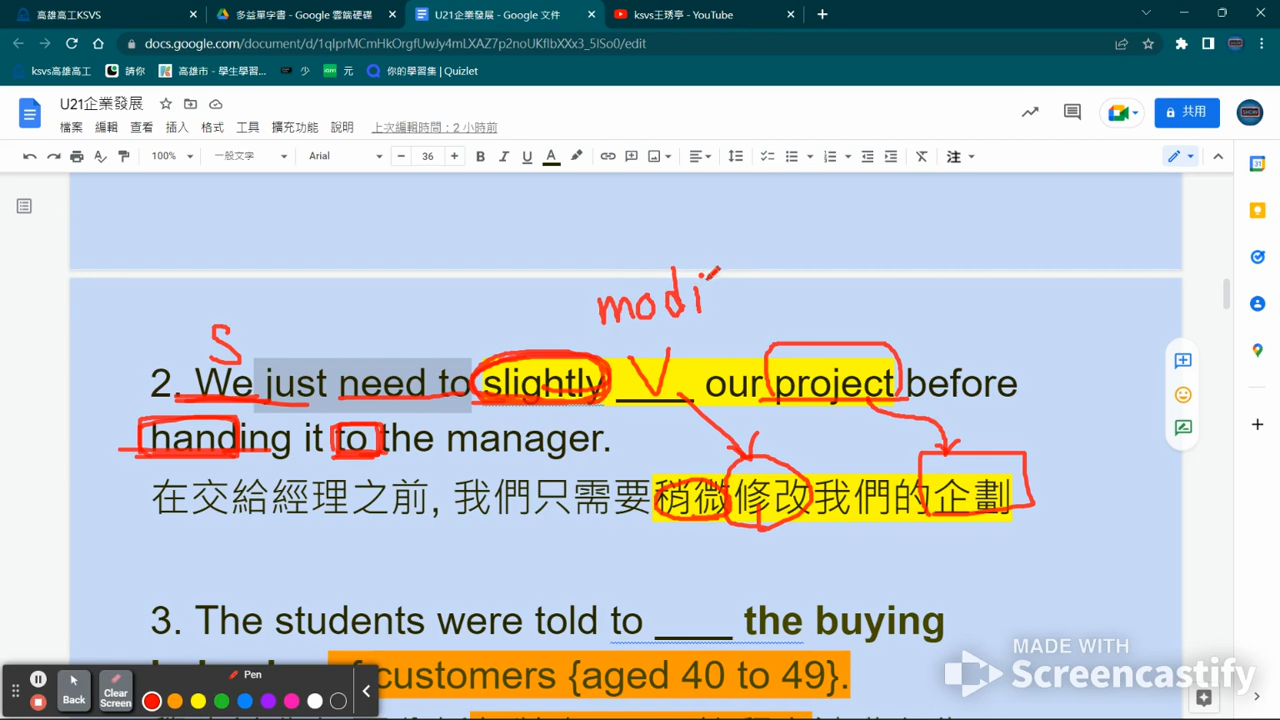 高雄高工KSVS
多益單字書 - Google 雲端硬碟
U21企業發展 - Google 文件
ksvs王琇亭 - YouTube
docs.google.com/document/d/1qIprMCmHkOrgfUwJy4mLXAZ7p2noUKflbXXx3_5lSo0/edit
ksvs高雄高工
請你
高雄市 - 學生學習...
少
元
你的學習集 | Quizlet
U21企業發展
共用
檔案 編輯 查看 插入 格式 工具 擴充功能 說明 上次編輯時間：2 小時前
100% 一般文字 Arial 36 B I U A 注
modi
S
V
2. We just need to slightly ____ our project before
handing it to the manager.
在交給經理之前, 我們只需要稍微修改我們的企劃
3. The students were told to ____ the buying
customers {aged 40 to 49}.
MADE WITH
Screencastify
Pen
Back
Clear
Screen